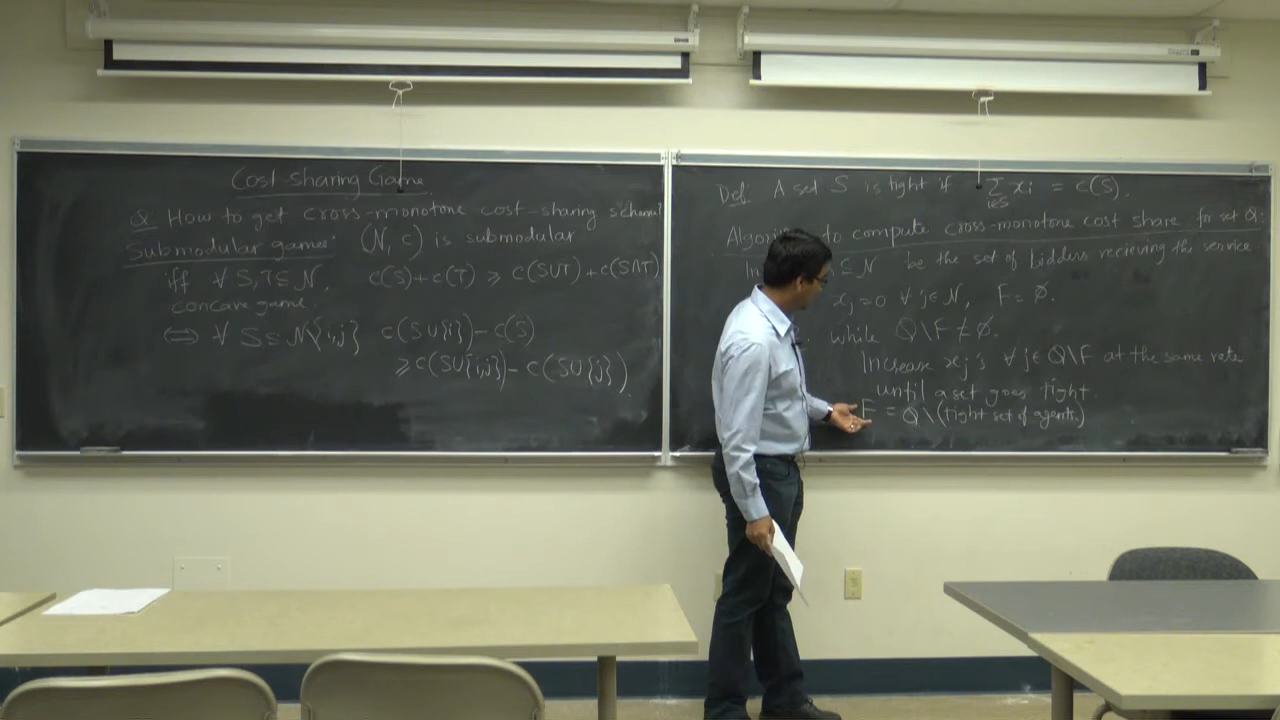 Cost sharing Game
Q How to get cross-monotone cost-sharing scheme?
Submodular games: (N, c) is submodular
iff ∀ S,T⊆N, c(S)+c(T) ≥ c(S∪T)+c(S∩T)
concave game.
⟺ ∀ S⊆N\{i,j} c(S∪{i})-c(S)
≥ c(S∪{i,j})- c(S∪{j})
Def: A set S is tight if ∑_{i∈S} xi = c(S).
to compute cross-monotone cost share for set Q:
⊆N be the set of bidders recieving the service
xj=0 ∀ j∈N, F=∅.
while Q\F≠∅.
Increase xj's ∀ j∈Q\F at the same rate
until a set goes tight.
F = Q\(tight set of agents)